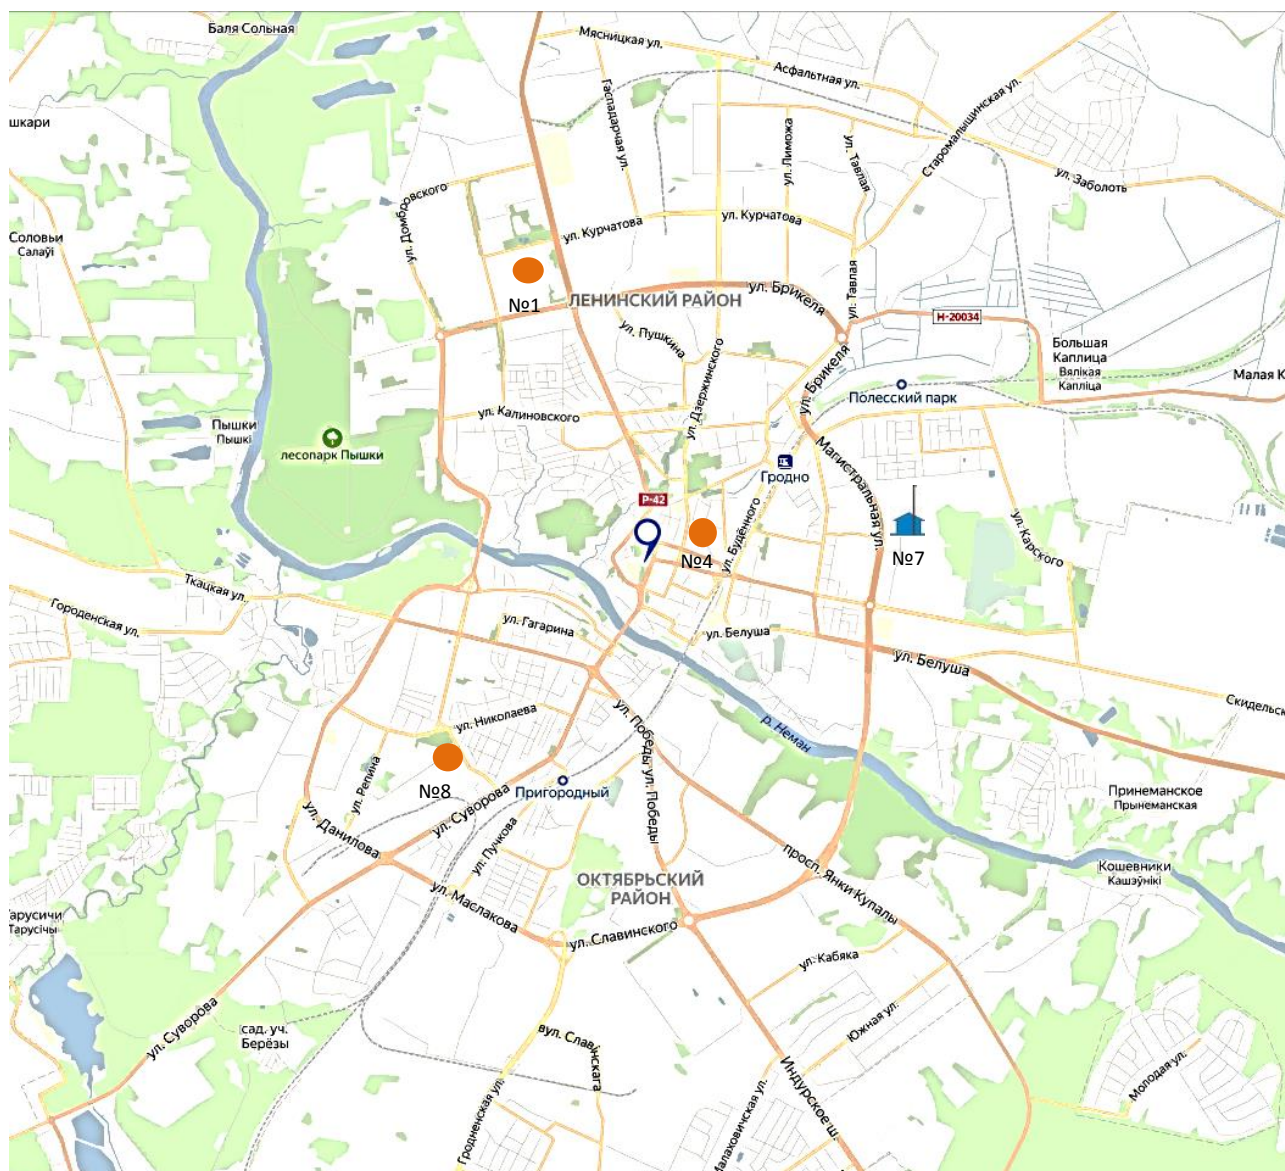 Баля Сольная
Мясницкая ул.
Асфальтная ул.
шкари
Гаспадарчая ул.
ул. Лиможа
ул. Тавлая
Старомалыщинская ул.
ул. Заболоть
ул. Домбровского
ул. Курчатова
ул. Курчатова
Соловьи
Салаўі
ул. Тавлая
№1
ЛЕНИНСКИЙ РАЙОН
ул. Брикеля
Н-20034
ул. Пушкина
Большая
Каплица
Вялікая
Капліца
ул. Дзержинского
ул. Брикеля
Малая К
Полесский парк
ул. Калиновского
Пышки
Пышкі
лесопарк Пышки
Магистральная ул.
Гродно
Р-42
ул. Будённого
ул. Карского
№4
№7
Ткацкая ул.
Городенская ул.
ул. Гагарина
ул. Белуша
ул. Белуша
Скидельск
ул. Николаева
ул. Победы
р. Неман
ул. Репина
№8
Пригородный
ул. Победы
Принеманское
Прынеманская
ул. Данилова
ул. Суворова
ул. Пучкова
просп. Янки Купалы
Кошевники
Кашэўнікі
ОКТЯБРЬСКИЙ
РАЙОН
ул. Маслакова
Тарусичи
Тарусічы
ул. Славинского
ул. Кабяка
ул. Суворова
сад. уч.
Берёзы
Южная ул.
вул. Славінскага
Молодая ул.
Гродненская ул.
Малаховичская ул.
Индурское ш.